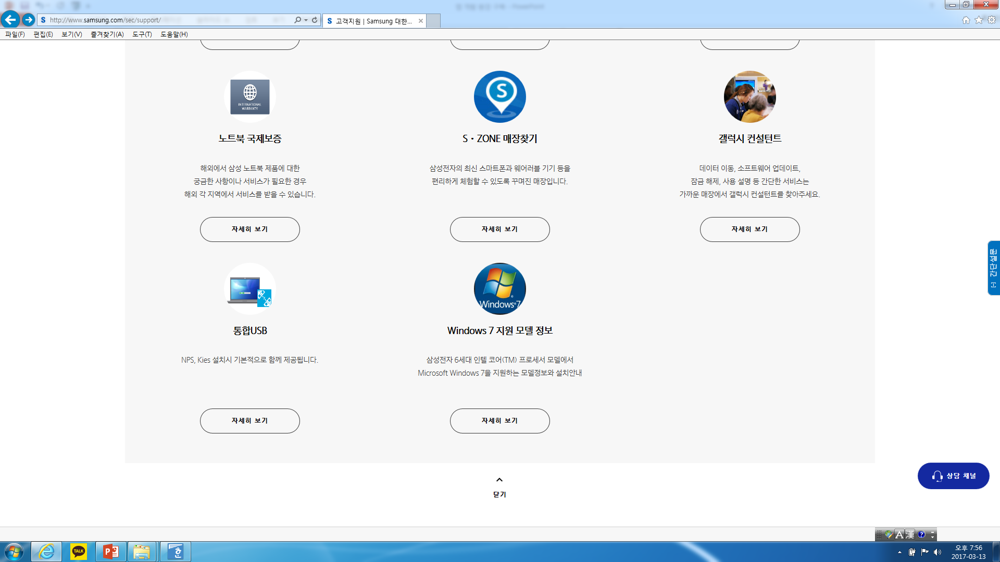 http://www.samsung.com/sec/support/
S 고객지원 | Samsung 대한...
파일(F) 편집(E) 보기(V) 즐겨찾기(A) 도구(T) 도움말(H)
INTERNATIONAL
WARRANTY
S
노트북 국제보증
S・ZONE 매장찾기
갤럭시 컨설턴트
해외에서 삼성 노트북 제품에 대한
궁금한 사항이나 서비스가 필요한 경우
해외 각 지역에서 서비스를 받을 수 있습니다.
삼성전자의 최신 스마트폰과 웨어러블 기기 등을
편리하게 체험할 수 있도록 꾸며진 매장입니다.
데이터 이동, 소프트웨어 업데이트,
잠금 해제, 사용 설명 등 간단한 서비스는
가까운 매장에서 갤럭시 컨설턴트를 찾아주세요.
자세히 보기
자세히 보기
자세히 보기
간단설문 [+]
Windows 7
통합USB
Windows 7 지원 모델 정보
NPS, Kies 설치시 기본적으로 함께 제공됩니다.
삼성전자 6세대 인텔 코어(TM) 프로세서 모델에서
Microsoft Windows 7을 지원하는 모델정보와 설치안내
자세히 보기
자세히 보기
상담 채널
닫기
A 漢 ?
TALK
오후 7:56
2017-03-13